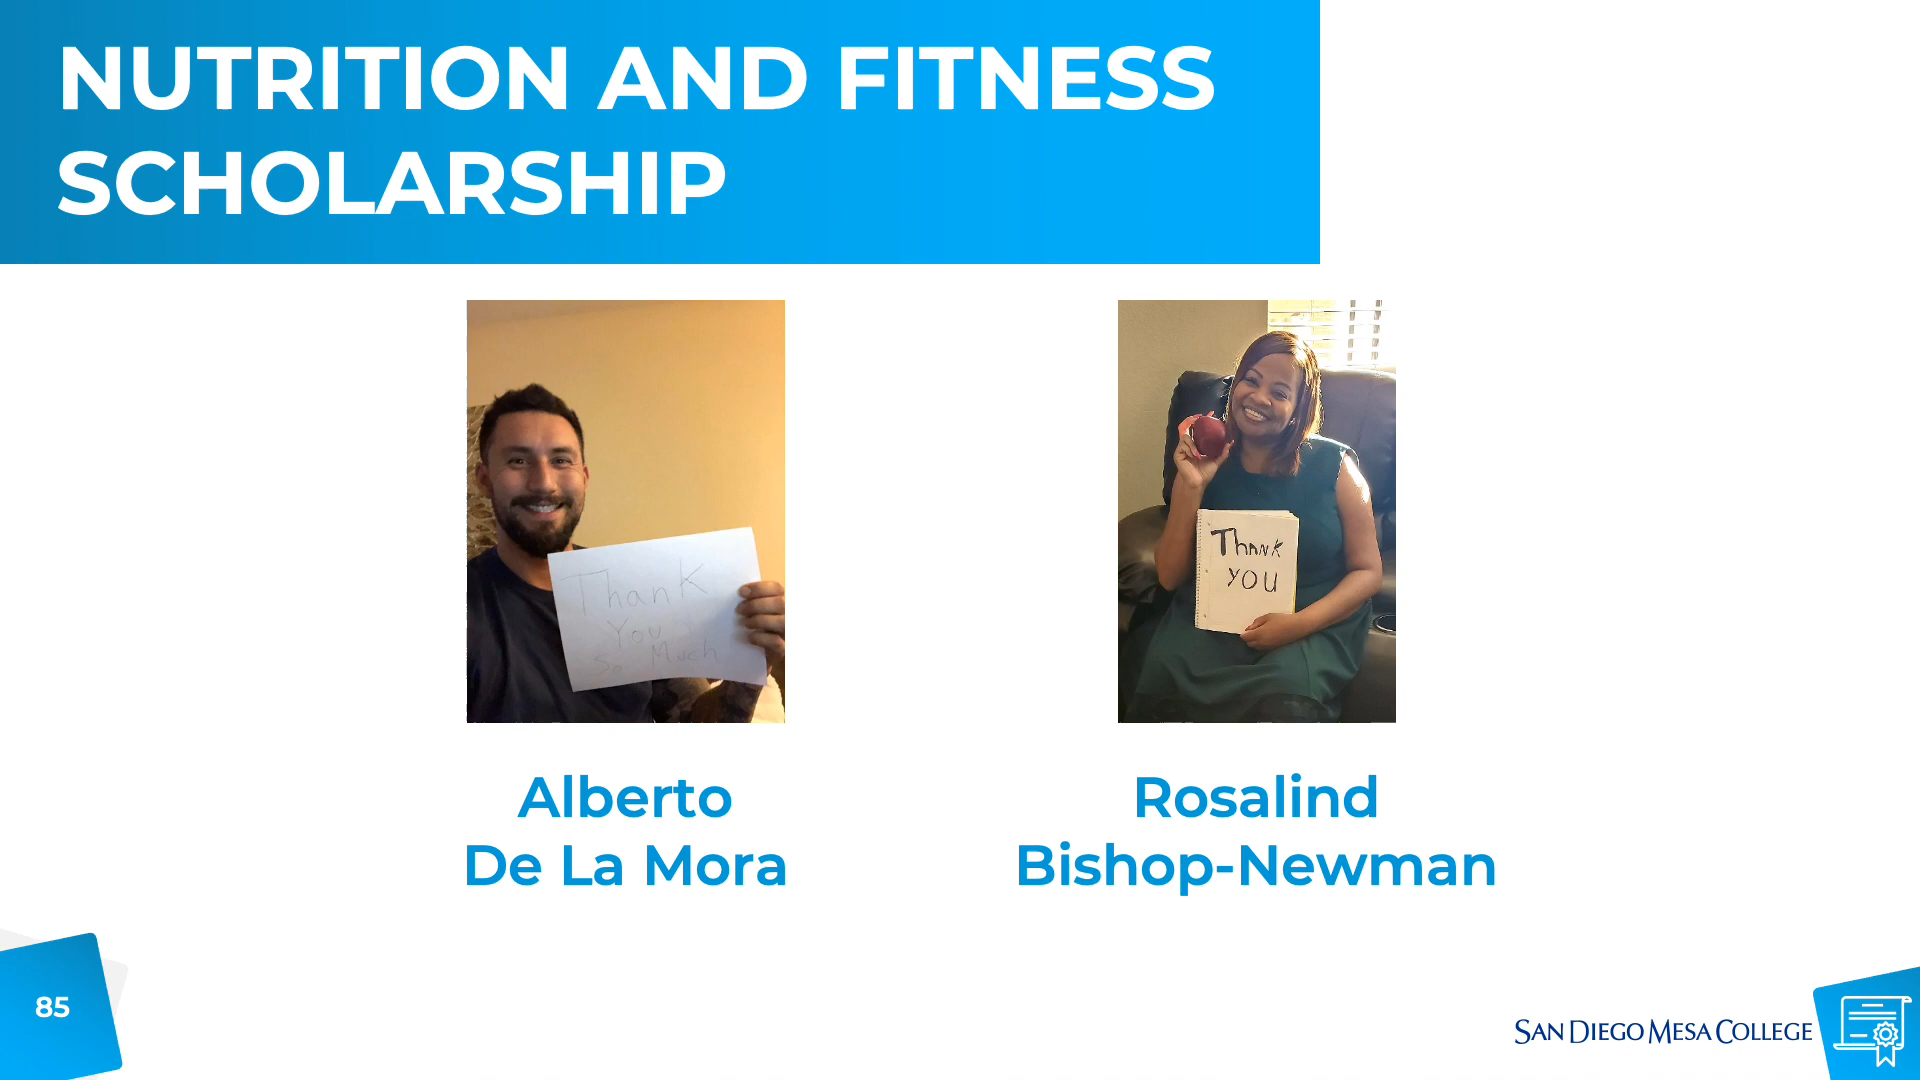 NUTRITION AND FITNESS
SCHOLARSHIP
Thank
You
So Much
Thank
you
Alberto
De La Mora
Rosalind
Bishop-Newman
85
SAN DIEGO MESA COLLEGE